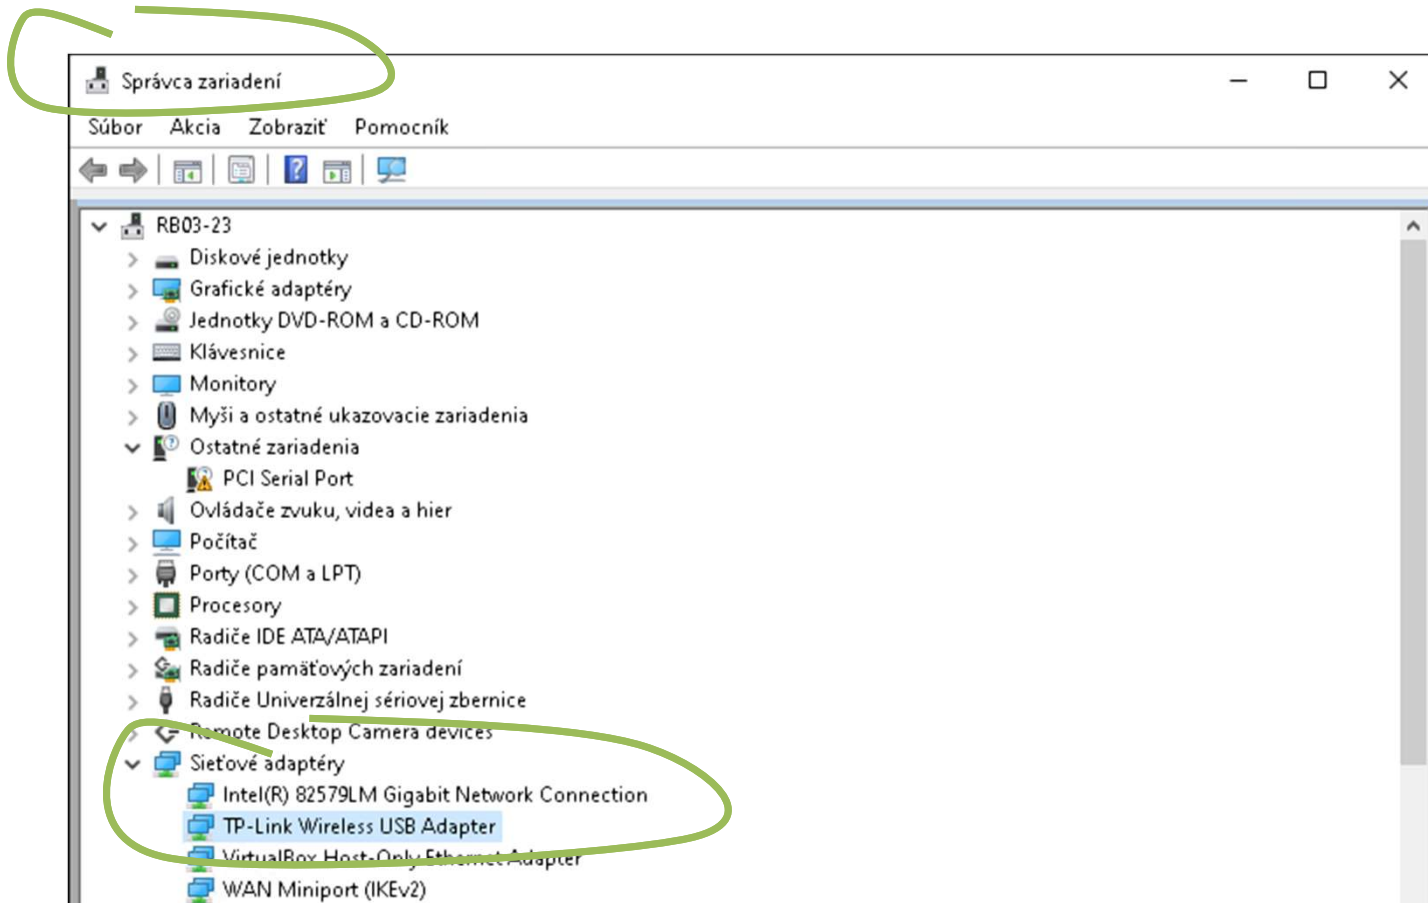 Správca zariadení
Súbor Akcia Zobraziť Pomocník
RB03-23
Diskové jednotky
Grafické adaptéry
Jednotky DVD-ROM a CD-ROM
Klávesnice
Monitory
Myši a ostatné ukazovacie zariadenia
Ostatné zariadenia
PCI Serial Port
Ovládače zvuku, videa a hier
Počítač
Porty (COM a LPT)
Procesory
Radiče IDE ATA/ATAPI
Radiče pamäťových zariadení
Radiče Univerzálnej sériovej zbernice
Remote Desktop Camera devices
Sieťové adaptéry
Intel(R) 82579LM Gigabit Network Connection
TP-Link Wireless USB Adapter
VirtualBox Host-Only Ethernet Adapter
WAN Miniport (IKEv2)